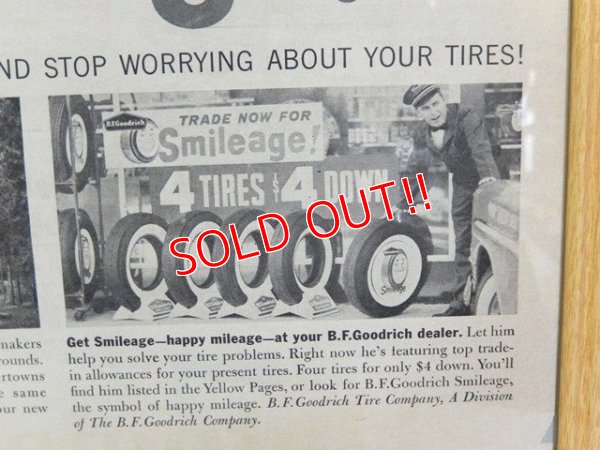 ND STOP WORRYING ABOUT YOUR TIRES!
B.F.Goodrich
TRADE NOW FOR
Smileage!
4 TIRES 4 DOWN
SOLD OUT!!
Smileage
makers
rounds.
rtowns
e same
our new
Get Smileage—happy mileage—at your B.F.Goodrich dealer. Let him
help you solve your tire problems. Right now he's featuring top trade-
in allowances for your present tires. Four tires for only $4 down. You'll
find him listed in the Yellow Pages, or look for B.F.Goodrich Smileage,
the symbol of happy mileage. B.F.Goodrich Tire Company, A Division
of The B.F.Goodrich Company.